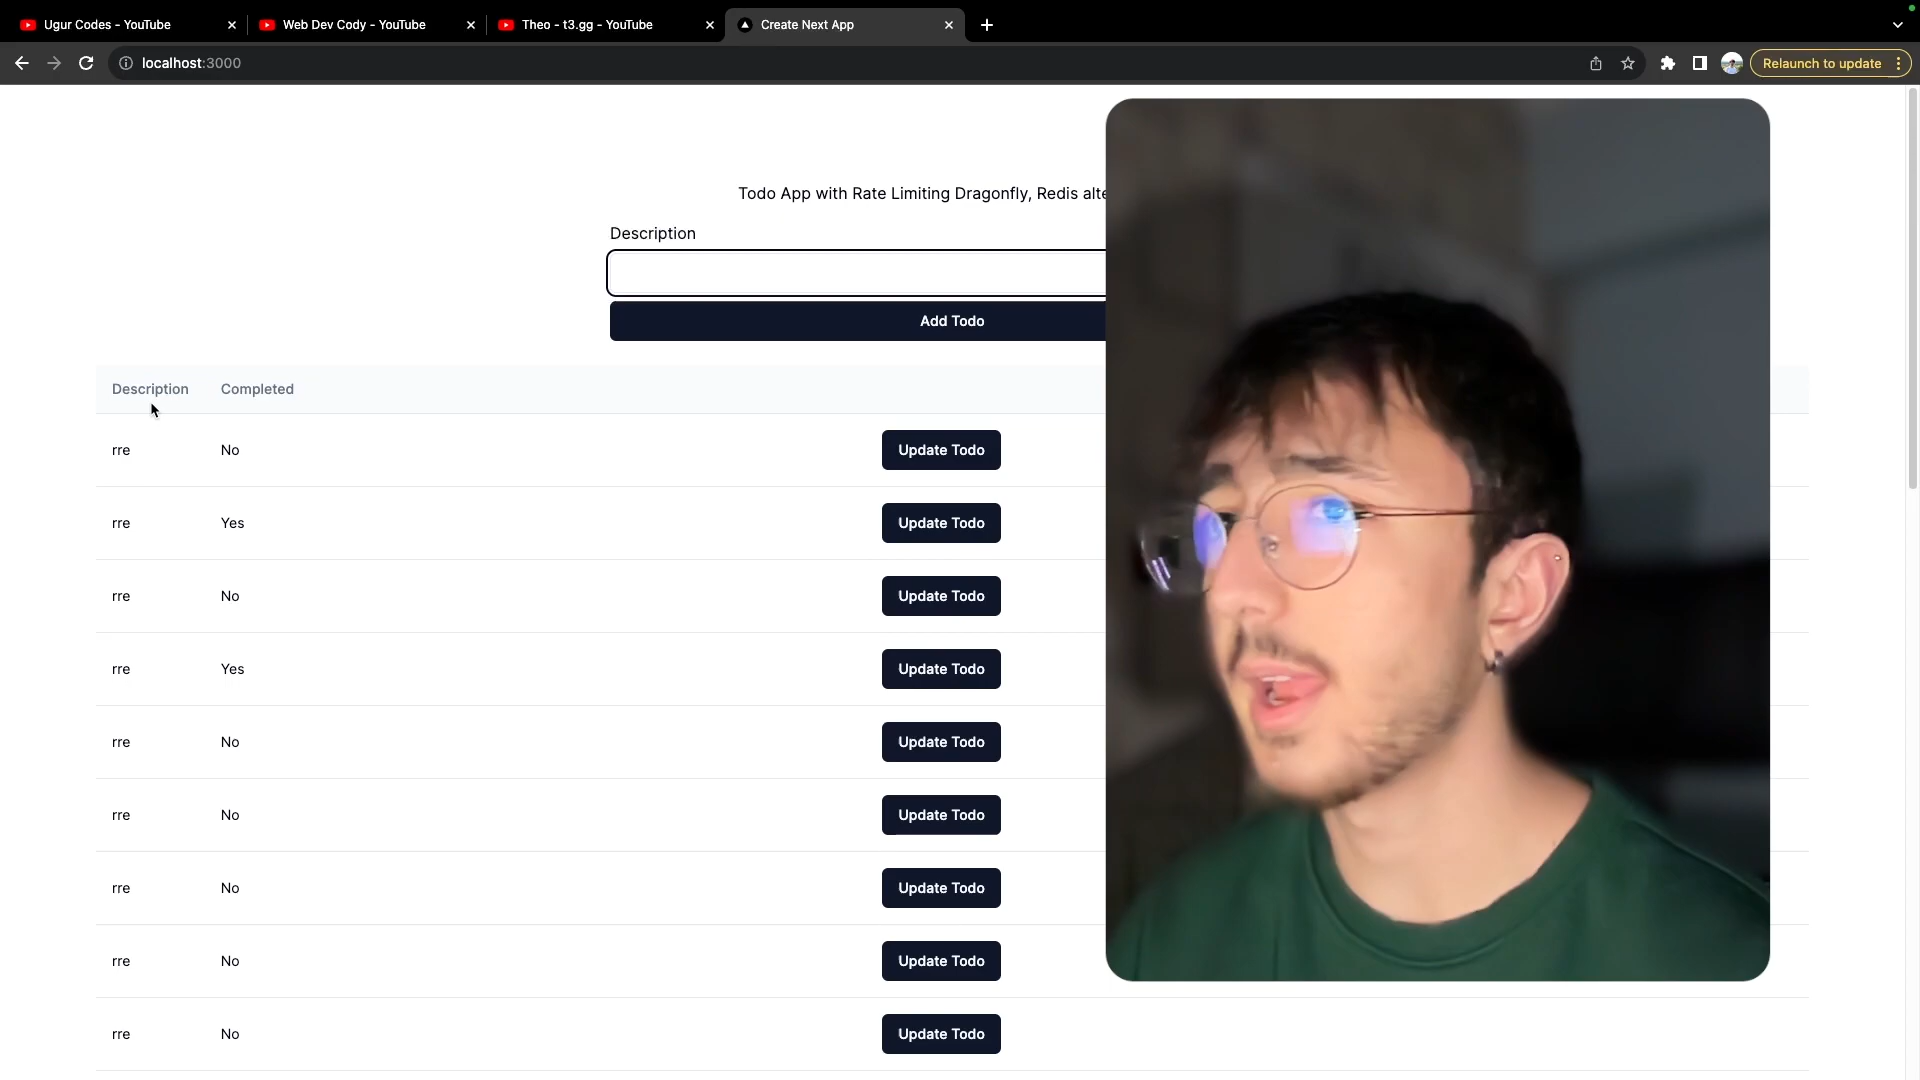 Ugur Codes - YouTube
Web Dev Cody - YouTube
Theo - t3.gg - YouTube
Create Next App
localhost:3000
Relaunch to update
Todo App with Rate Limiting Dragonfly, Redis alte
Description
Add Todo
Description Completed
rre No Update Todo
rre Yes Update Todo
rre No Update Todo
rre Yes Update Todo
rre No Update Todo
rre No Update Todo
rre No Update Todo
rre No Update Todo
rre No Update Todo